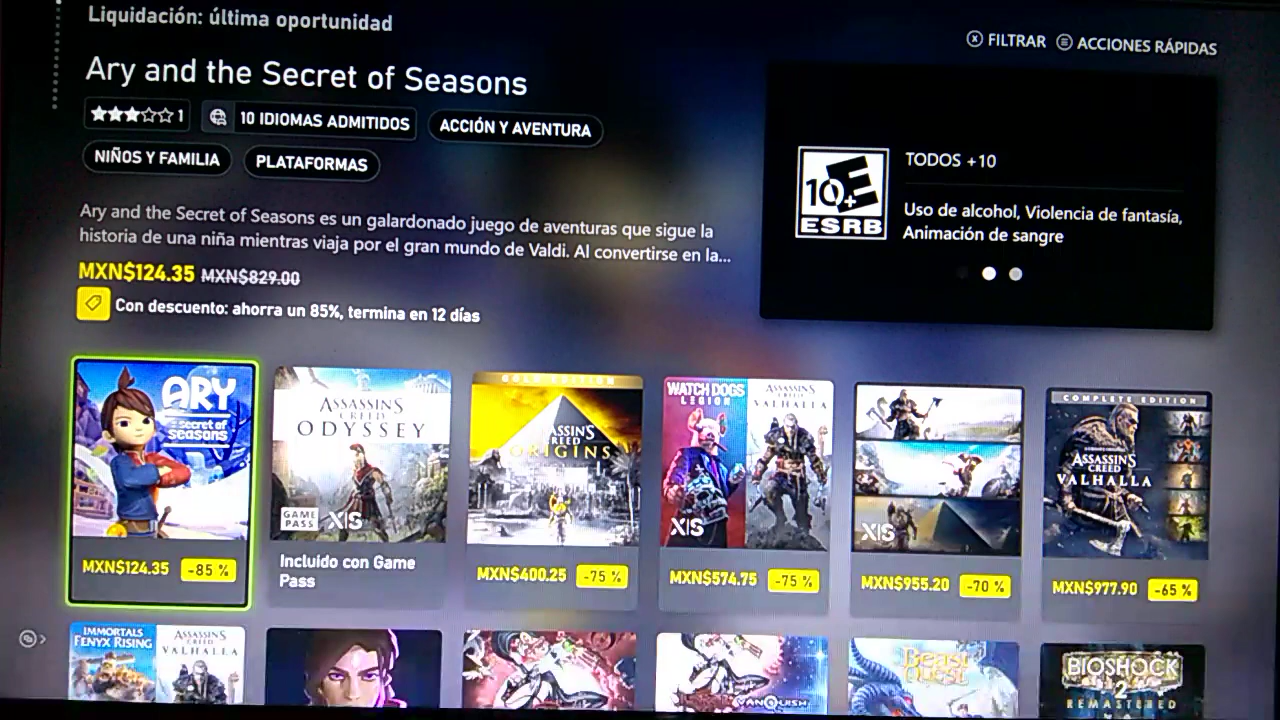 Liquidación: última oportunidad
FILTRAR
ACCIONES RÁPIDAS
Ary and the Secret of Seasons
1
10 IDIOMAS ADMITIDOS
ACCIÓN Y AVENTURA
NIÑOS Y FAMILIA
PLATAFORMAS
Ary and the Secret of Seasons es un galardonado juego de aventuras que sigue la
historia de una niña mientras viaja por el gran mundo de Valdi. Al convertirse en la...
MXN$124.35 MXN$829.00
Con descuento: ahorra un 85%, termina en 12 días
10+
E
ESRB
TODOS +10
Uso de alcohol, Violencia de fantasía,
Animación de sangre
ARY
secret of
seasons
MXN$124.35
-85 %
ASSASSIN'S
CREED
ODYSSEY
GAME
PASS
X|S
Incluido con Game
Pass
GOLD EDITION
ASSASSIN'S
CREED
ORIGINS
MXN$400.25
-75 %
WATCH DOGS
LEGION
ASSASSIN'S
CREED
VALHALLA
X|S
MXN$574.75
-75 %
X|S
MXN$955.20
-70 %
COMPLETE EDITION
ASSASSIN'S
CREED
VALHALLA
MXN$977.90
-65 %
IMMORTALS
FENYX RISING
ASSASSIN'S
CREED
VALHALLA
VANQUISH
Beast
Quest
BIOSHOCK
2
REMASTERED